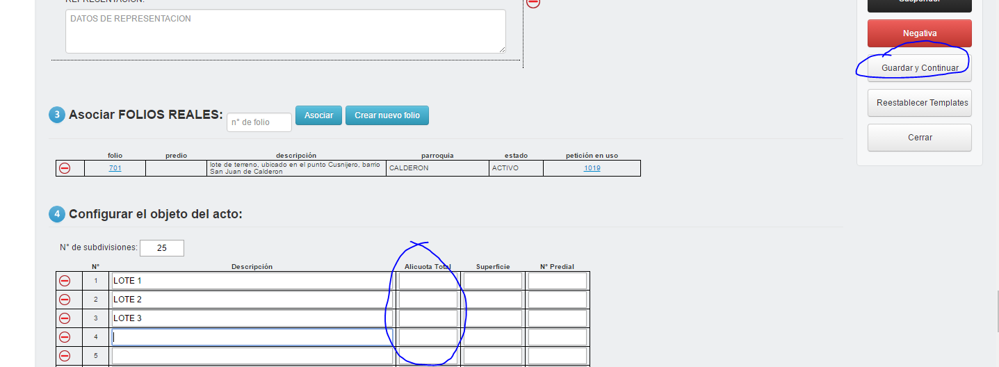 REPRESENTACION:
DATOS DE REPRESENTACION
Suspender
Negativa
Guardar y Continuar
Reestablecer Templates
Cerrar
3 Asociar FOLIOS REALES: n° de folio Asociar Crear nuevo folio
folio predio descripción parroquia estado petición en uso
701 lote de terreno, ubicado en el punto Cusnijero, barrio San Juan de Calderon CALDERON ACTIVO 1019
4 Configurar el objeto del acto:
N° de subdivisiones: 25
N° Descripción Alicuota Total Superficie N° Predial
1 LOTE 1
2 LOTE 2
3 LOTE 3
4
5